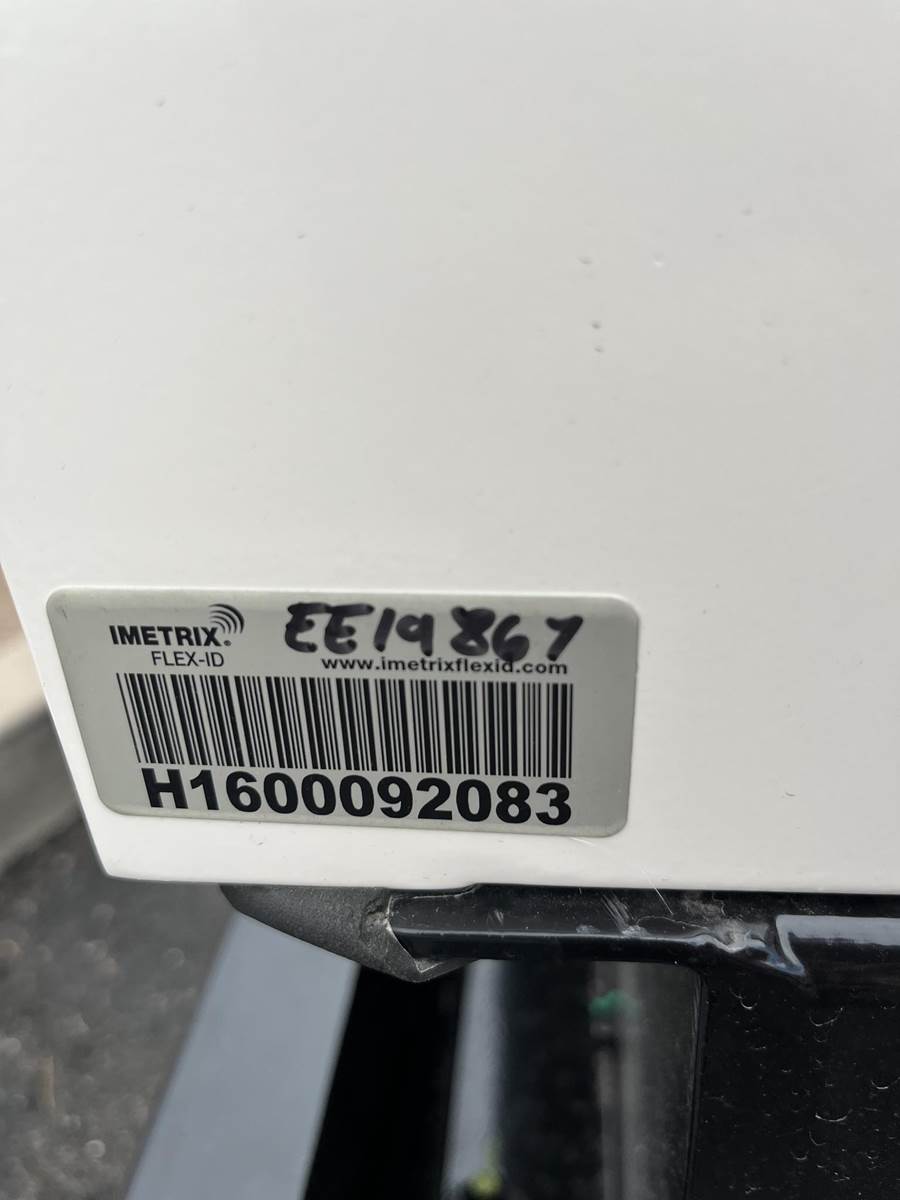 IMETRIX® EE19867
FLEX-ID www.imetrixflexid.com
H1600092083